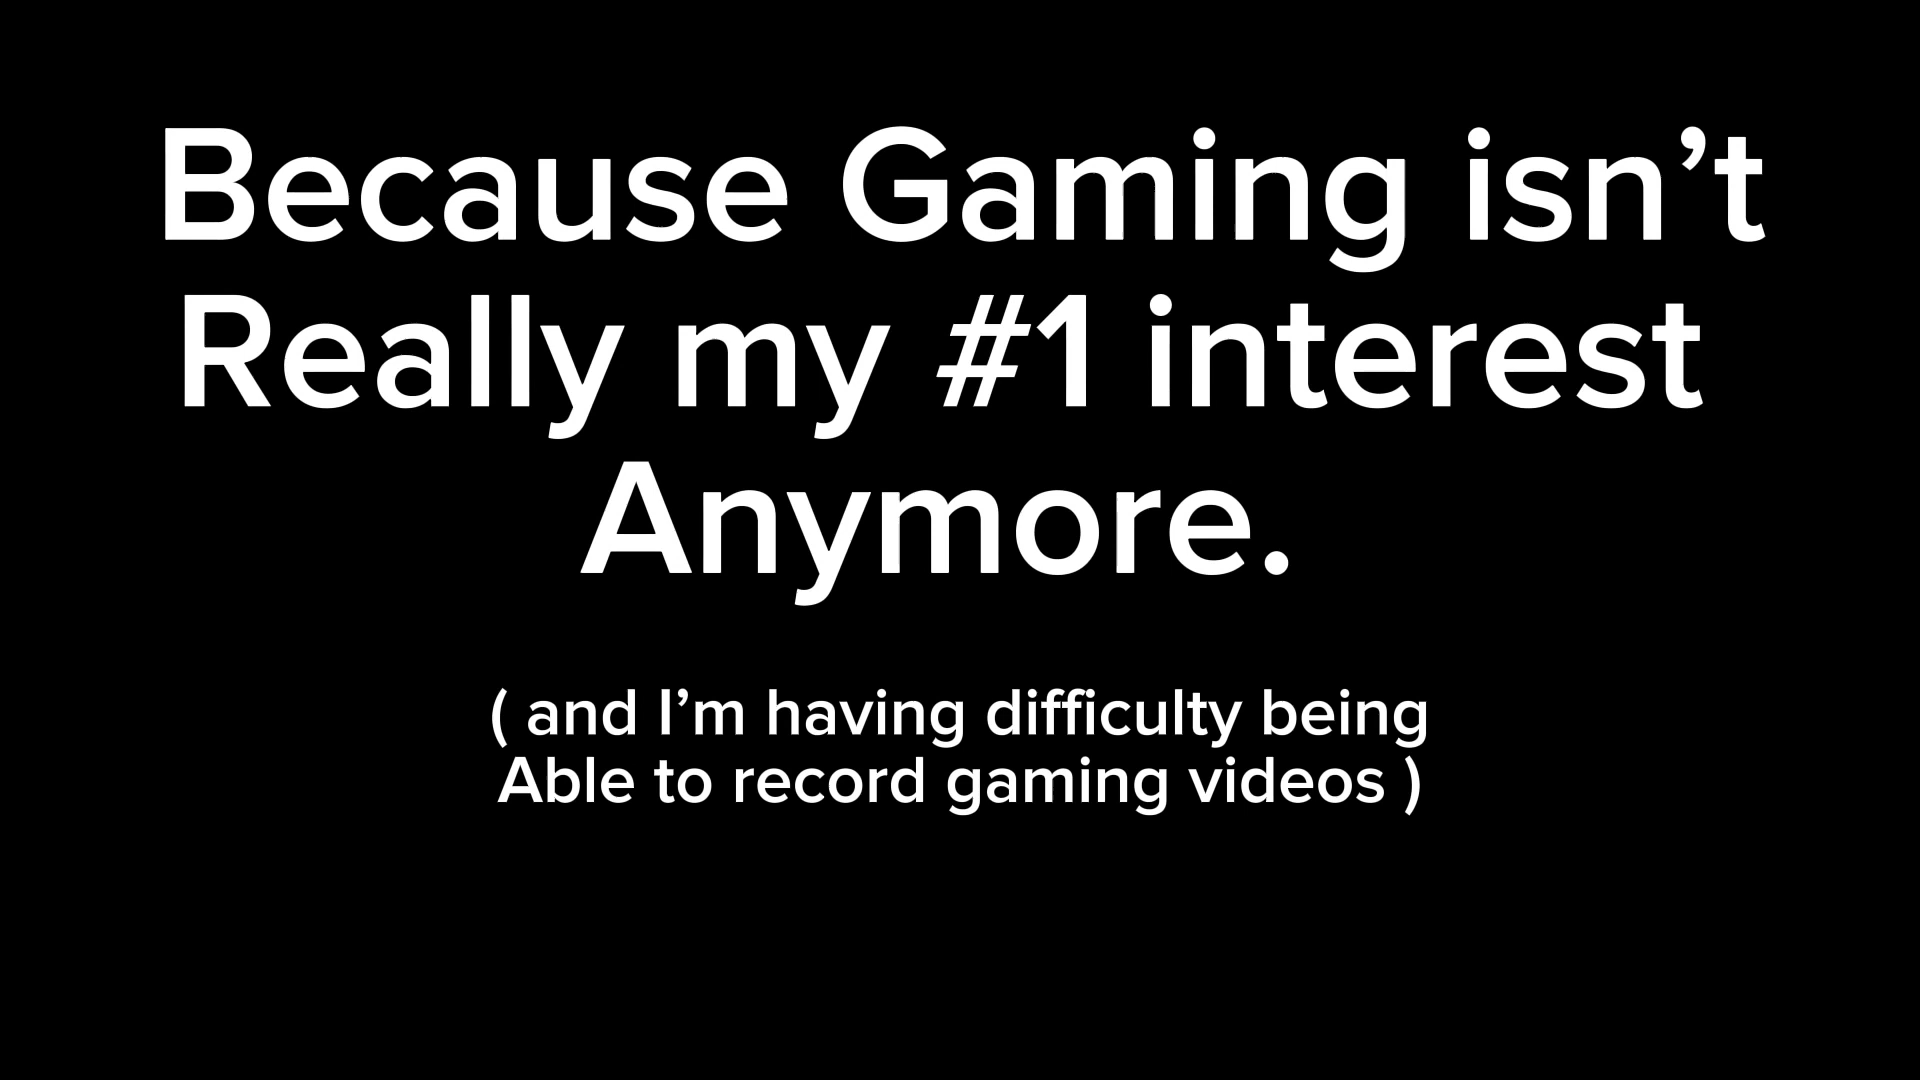 Because Gaming isn’t
Really my #1 interest
Anymore.
( and I’m having difficulty being
Able to record gaming videos )